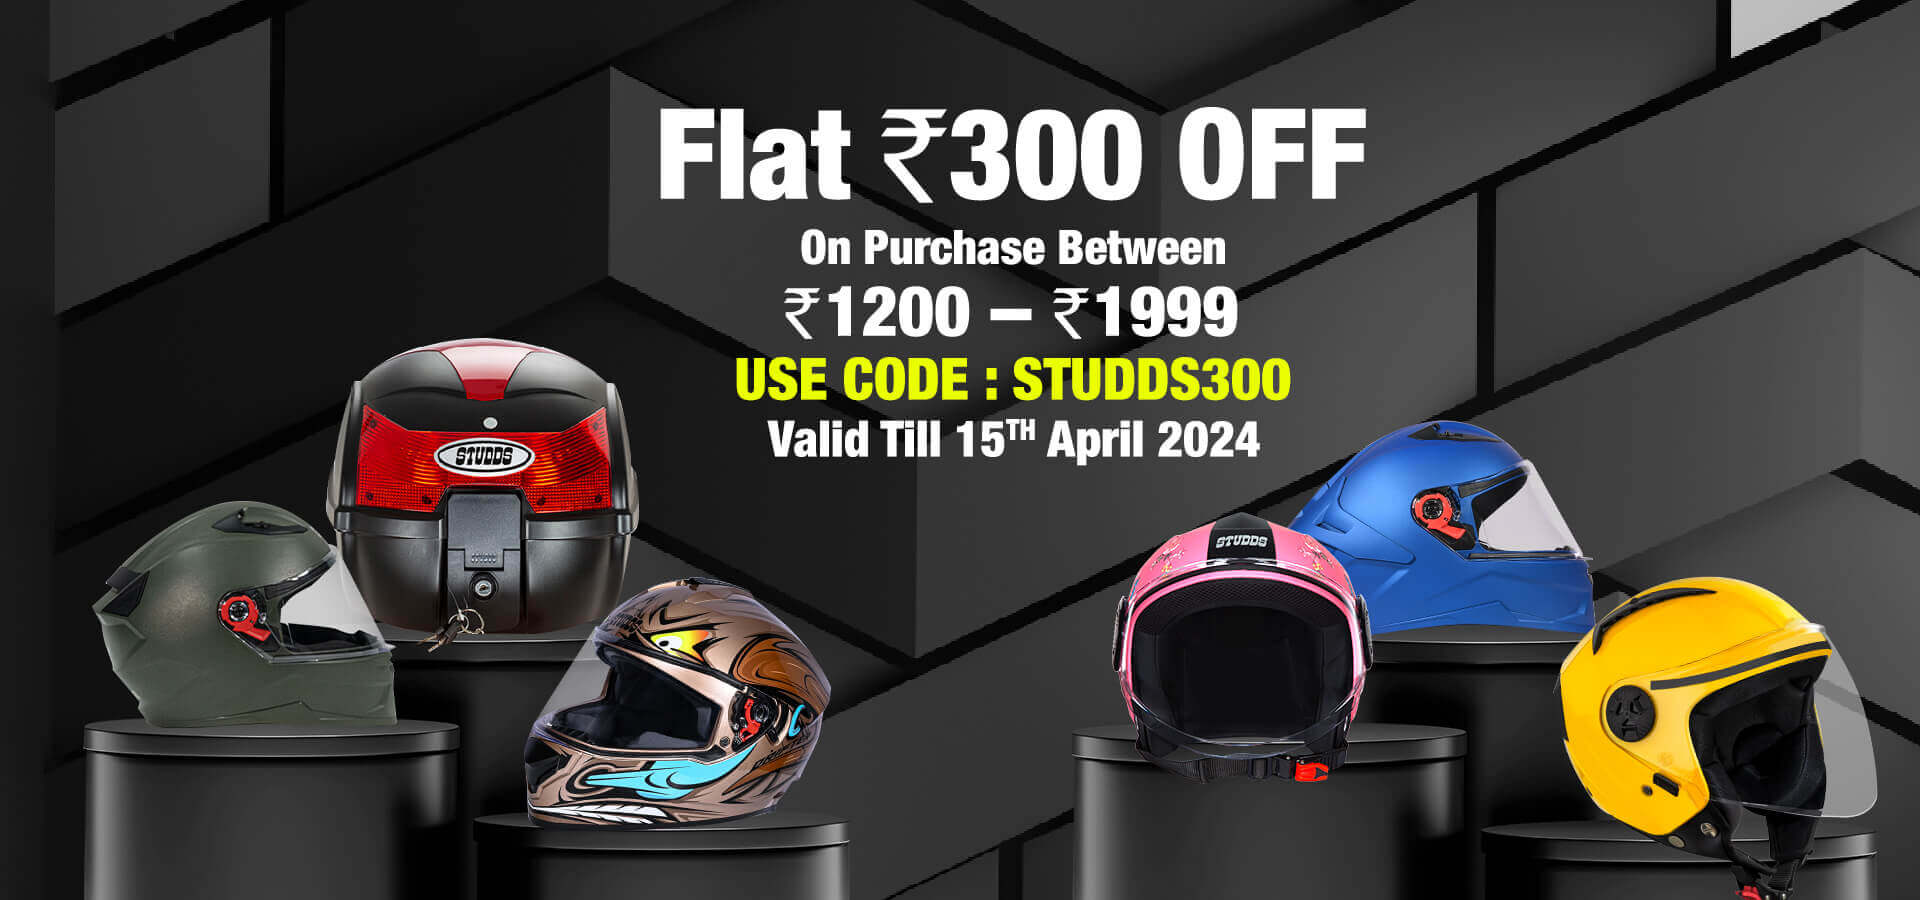 Flat ₹300 OFF
On Purchase Between
₹1200 – ₹1999
USE CODE : STUDDS300
Valid Till 15TH April 2024
STUDDS
STUDDS